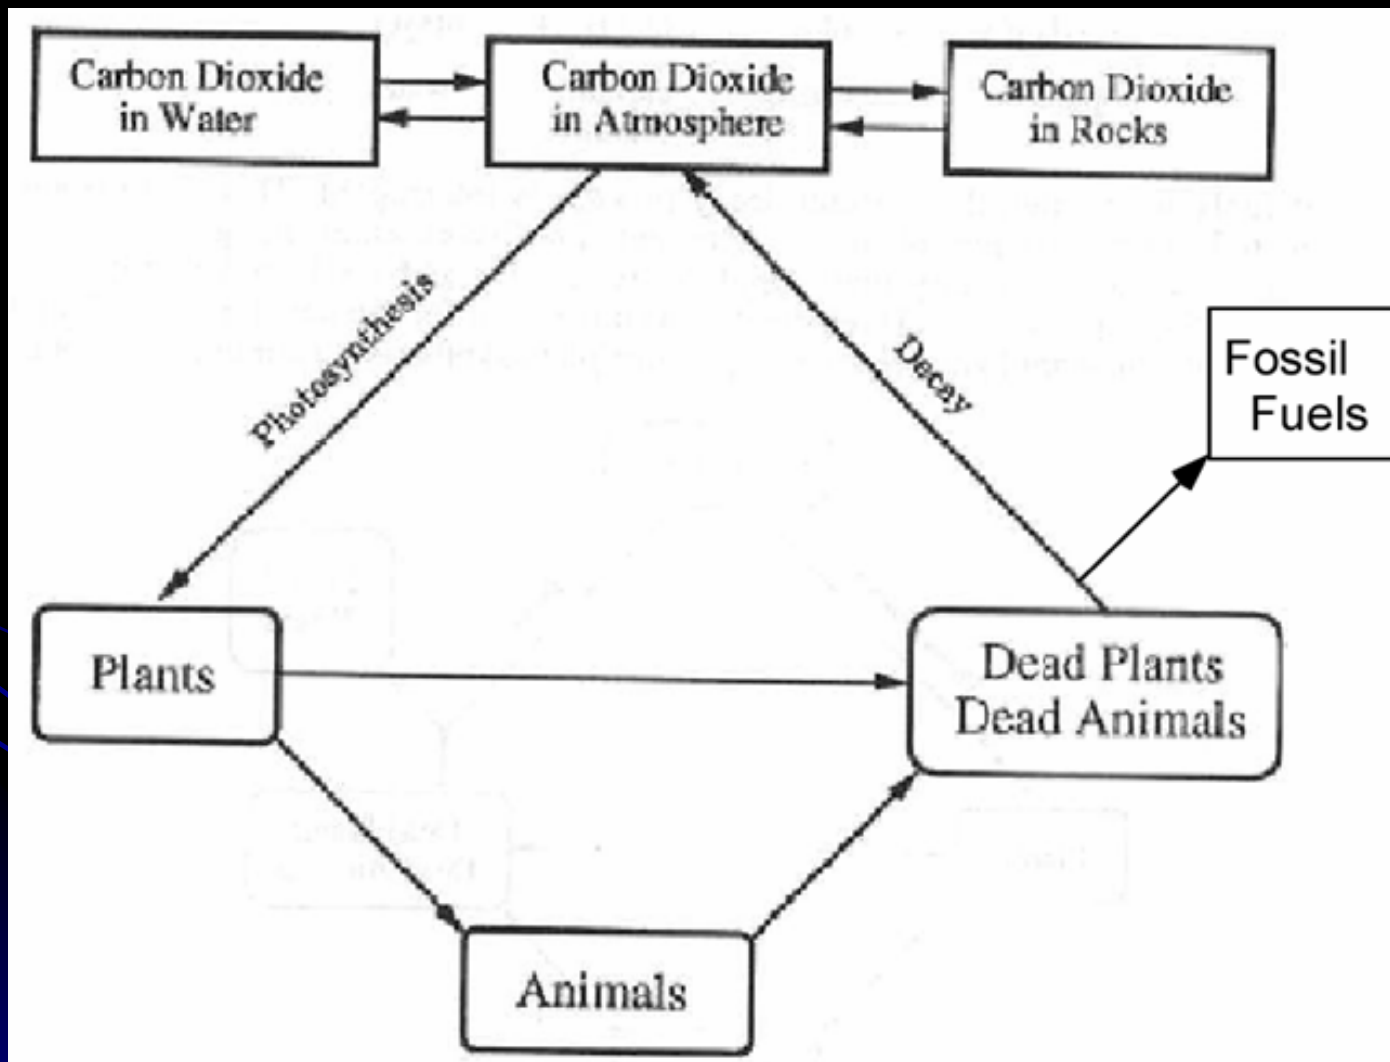 Carbon Dioxide
in Water
Carbon Dioxide
in Atmosphere
Carbon Dioxide
in Rocks
Photosynthesis
Decay
Fossil
Fuels
Plants
Dead Plants
Dead Animals
Animals